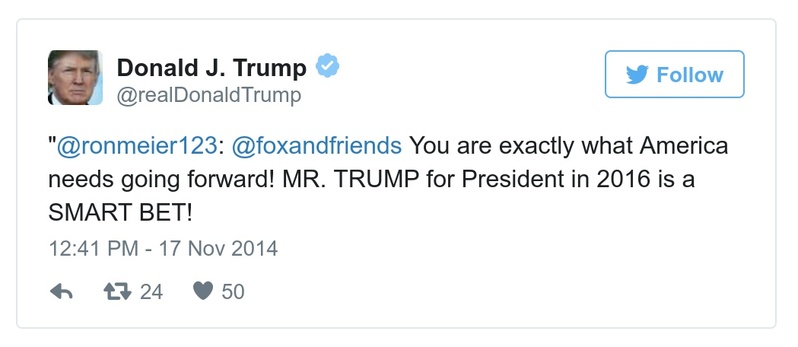 Donald J. Trump
@realDonaldTrump
Follow
"@ronmeier123: @foxandfriends You are exactly what America
needs going forward! MR. TRUMP for President in 2016 is a
SMART BET!
12:41 PM - 17 Nov 2014
24 50